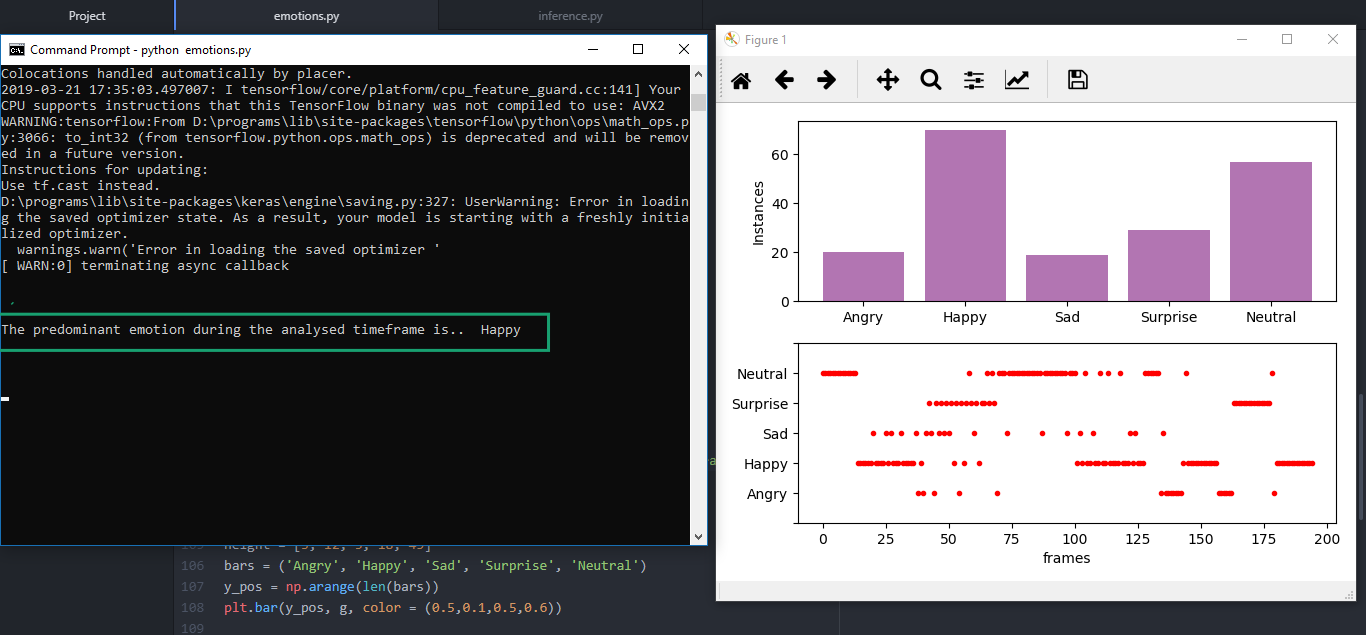 Project
emotions.py
inference.py
Command Prompt - python  emotions.py
Colocations handled automatically by placer.
2019-03-21 17:35:03.497007: I tensorflow/core/platform/cpu_feature_guard.cc:141] Your
CPU supports instructions that this TensorFlow binary was not compiled to use: AVX2
WARNING:tensorflow:From D:\programs\lib\site-packages\tensorflow\python\ops\math_ops.p
y:3066: to_int32 (from tensorflow.python.ops.math_ops) is deprecated and will be remov
ed in a future version.
Instructions for updating:
Use tf.cast instead.
D:\programs\lib\site-packages\keras\engine\saving.py:327: UserWarning: Error in loadin
g the saved optimizer state. As a result, your model is starting with a freshly initia
lized optimizer.
  warnings.warn('Error in loading the saved optimizer '
[ WARN:0] terminating async callback
The predominant emotion during the analysed timeframe is..  Happy
106 bars = ('Angry', 'Happy', 'Sad', 'Surprise', 'Neutral')
107 y_pos = np.arange(len(bars))
108 plt.bar(y_pos, g, color = (0.5,0.1,0.5,0.6))
109
Figure 1
Instances
60
40
20
0
Angry Happy Sad Surprise Neutral
Neutral
Surprise
Sad
Happy
Angry
0 25 50 75 100 125 150 175 200
frames